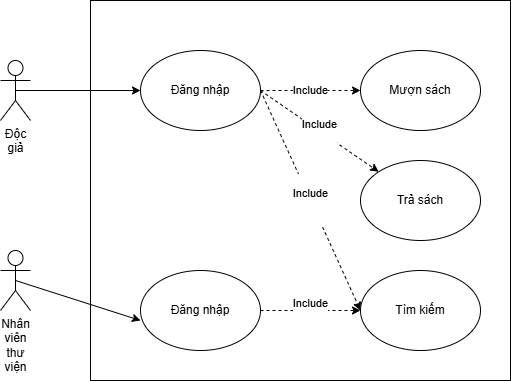 Đăng nhập
Include
Mượn sách
Độc
giả
Include
Include
Trả sách
Nhân
viên
thư
viện
Đăng nhập
Include
Tìm kiếm